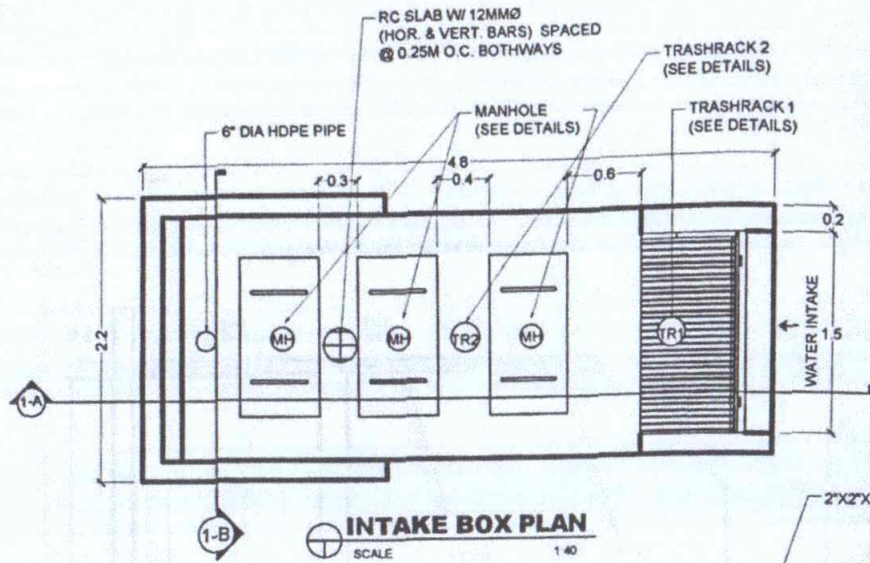 RC SLAB W/ 12MMØ
(HOR. & VERT. BARS) SPACED
@ 0.25M O.C. BOTHWAYS
TRASHRACK 2
(SEE DETAILS)
MANHOLE
(SEE DETAILS)
TRASHRACK 1
(SEE DETAILS)
6" DIA HDPE PIPE
4.8
0.3
0.4
0.6
0.2
2.2
MH
MH
TR2
MH
TR1
WATER INTAKE
1.5
1-A
1-B
2"X2"X
INTAKE BOX PLAN
SCALE 1:40